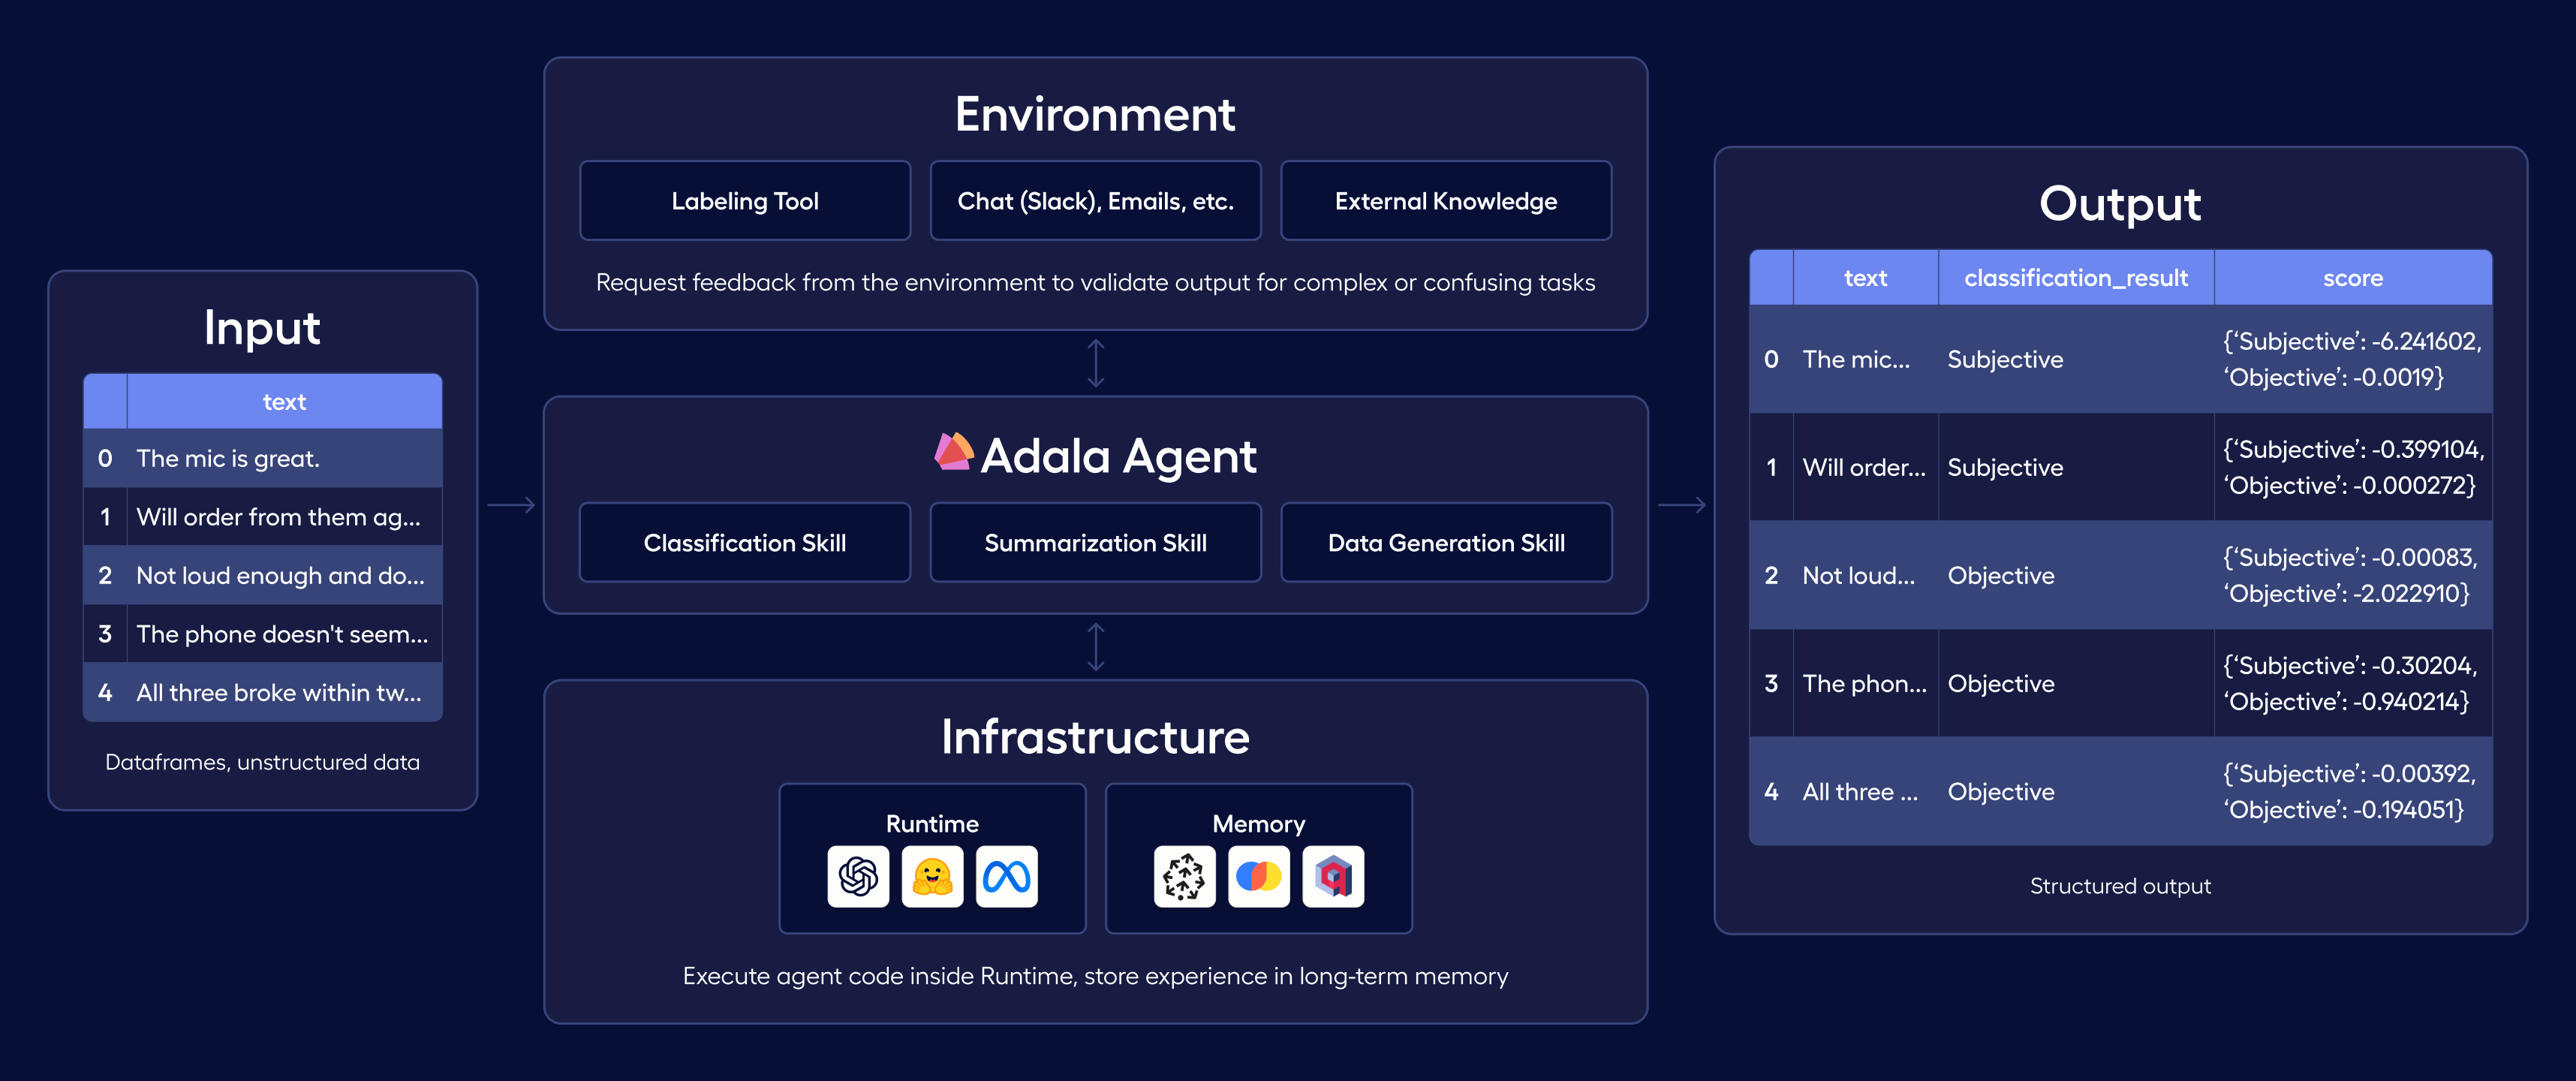 Input
text
0 The mic is great.
1 Will order from them ag...
2 Not loud enough and do...
3 The phone doesn't seem...
4 All three broke within tw...
Dataframes, unstructured data
Environment
Labeling Tool
Chat (Slack), Emails, etc.
External Knowledge
Request feedback from the environment to validate output for complex or confusing tasks
Adala Agent
Classification Skill
Summarization Skill
Data Generation Skill
Infrastructure
Runtime
Memory
Execute agent code inside Runtime, store experience in long-term memory
Output
text classification_result score
0 The mic... Subjective {‘Subjective’: -6.241602,
‘Objective’: -0.0019}
1 Will order... Subjective {‘Subjective’: -0.399104,
‘Objective’: -0.000272}
2 Not loud... Objective {‘Subjective’: -0.00083,
‘Objective’: -2.022910}
3 The phon... Objective {‘Subjective’: -0.30204,
‘Objective’: -0.940214}
4 All three ... Objective {‘Subjective’: -0.00392,
‘Objective’: -0.194051}
Structured output